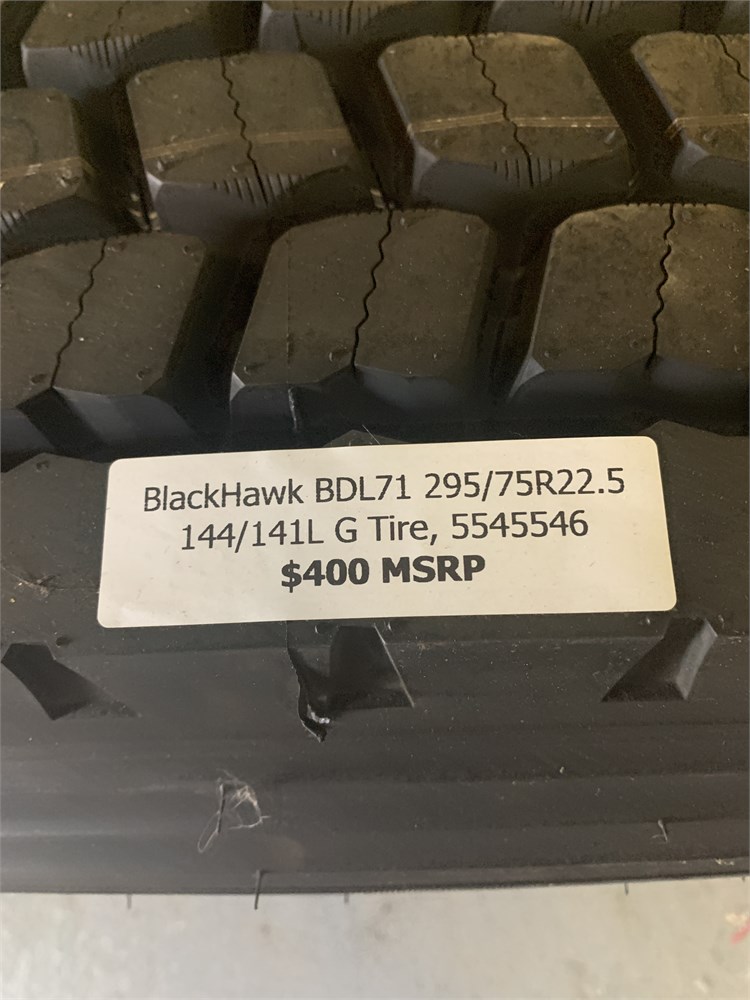 BlackHawk BDL71 295/75R22.5
144/141L G Tire, 5545546
$400 MSRP